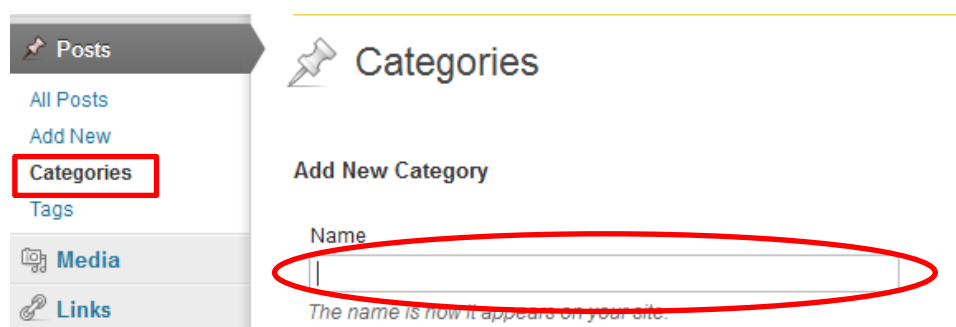 Posts
All Posts
Add New
Categories
Tags
Media
Links
Categories
Add New Category
Name
The name is how it appears on your site.